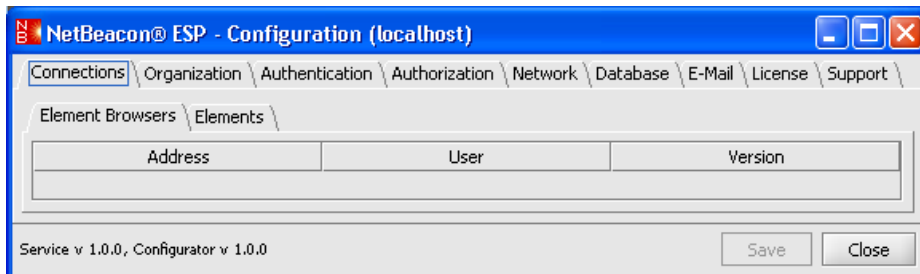 NB NetBeacon® ESP - Configuration (localhost)
Connections Organization Authentication Authorization Network Database E-Mail License Support
Element Browsers Elements
Address User Version
Service v 1.0.0, Configurator v 1.0.0 Save Close